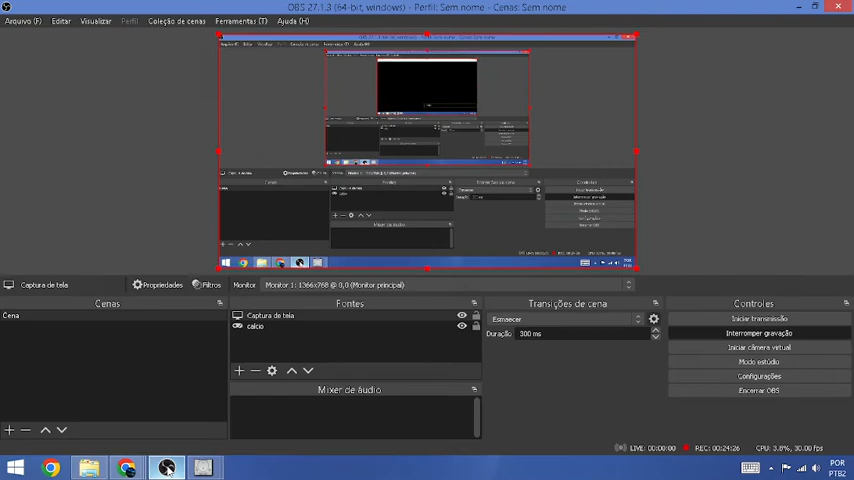 OBS 27.1.3 (64-bit, windows) - Perfil: Sem nome - Cenas: Sem nome
Arquivo (F) Editar Visualizar Perfil Coleção de cenas Ferramentas (T) Ajuda (H)
Captura de tela Propriedades Filtros Monitor Monitor 1: 1366x768 @ 0,0 (Monitor principal)
Cenas Fontes Transições de cena Controles
Cena
Captura de tela
calcio
Esmaecer
Duração 300 ms
Iniciar transmissão
Interromper gravação
Iniciar câmera virtual
Modo estúdio
Configurações
Encerrar OBS
Mixer de áudio
LIVE: 00:00:00 REC: 00:24:26 CPU: 3.8%, 30.00 fps
POR
PTB2